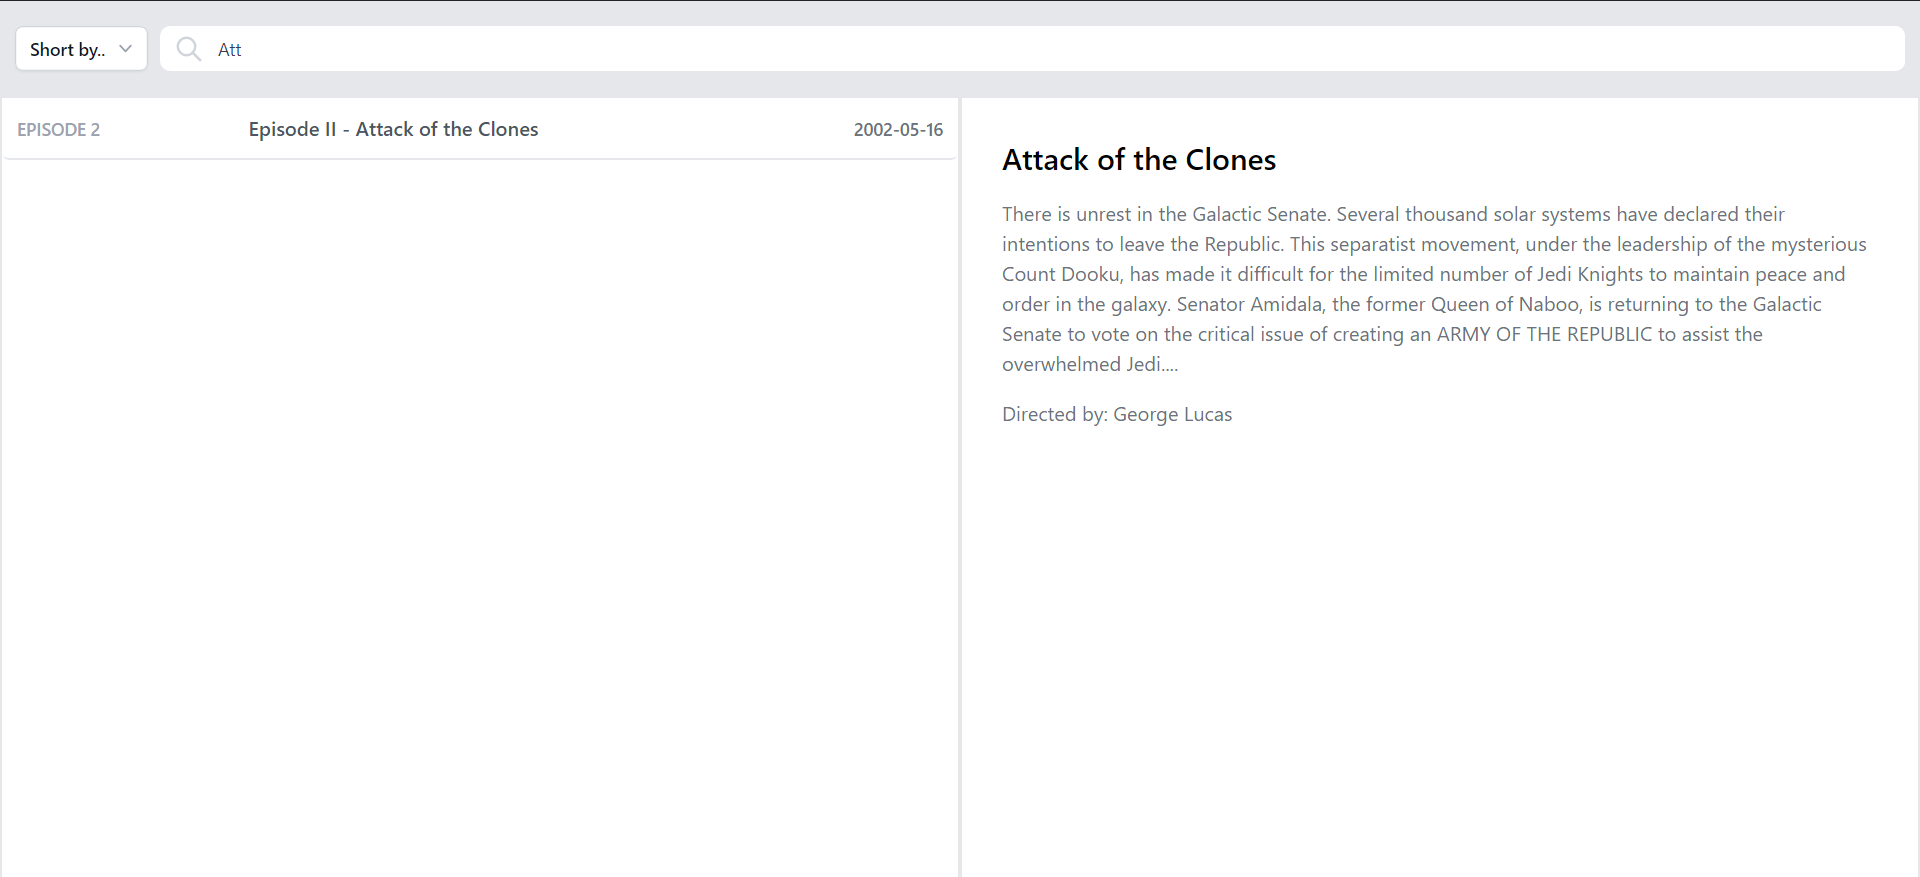 Short by..
Att
EPISODE 2 Episode II - Attack of the Clones 2002-05-16
Attack of the Clones
There is unrest in the Galactic Senate. Several thousand solar systems have declared their
intentions to leave the Republic. This separatist movement, under the leadership of the mysterious
Count Dooku, has made it difficult for the limited number of Jedi Knights to maintain peace and
order in the galaxy. Senator Amidala, the former Queen of Naboo, is returning to the Galactic
Senate to vote on the critical issue of creating an ARMY OF THE REPUBLIC to assist the
overwhelmed Jedi....
Directed by: George Lucas